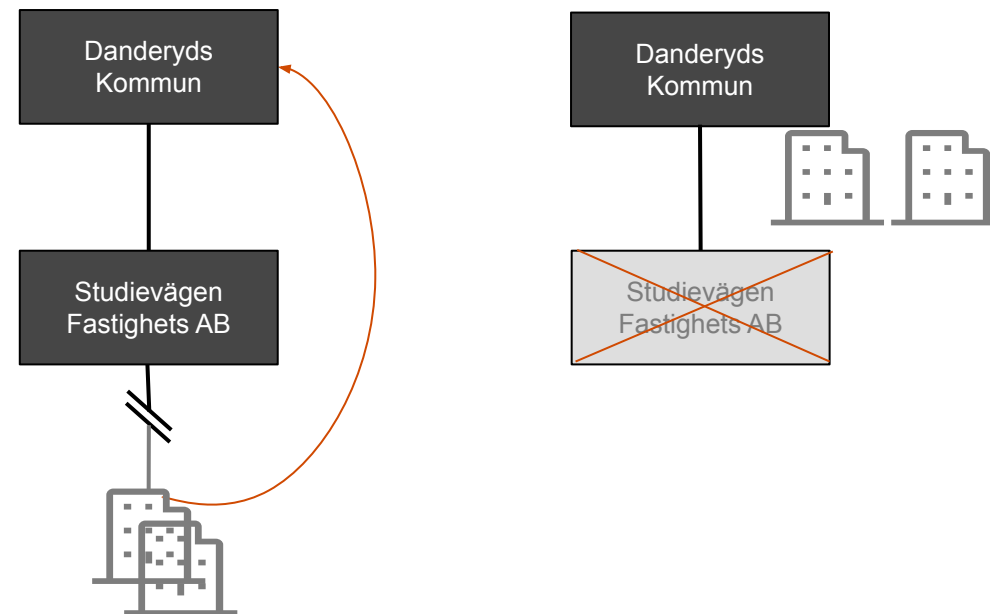 Danderyds
Kommun
Studievägen
Fastighets AB
Danderyds
Kommun
Studievägen
Fastighets AB